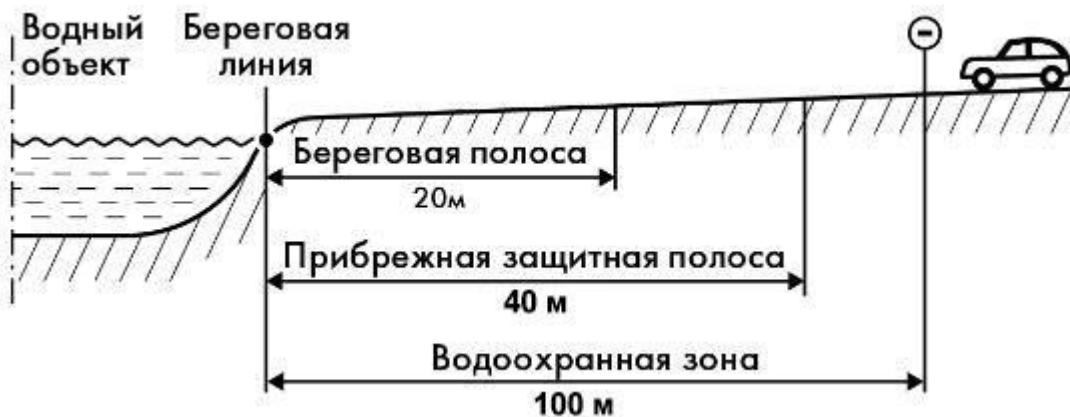 Водный
объект
Береговая
линия
Береговая полоса
20м
Прибрежная защитная полоса
40 м
Водоохранная зона
100 м